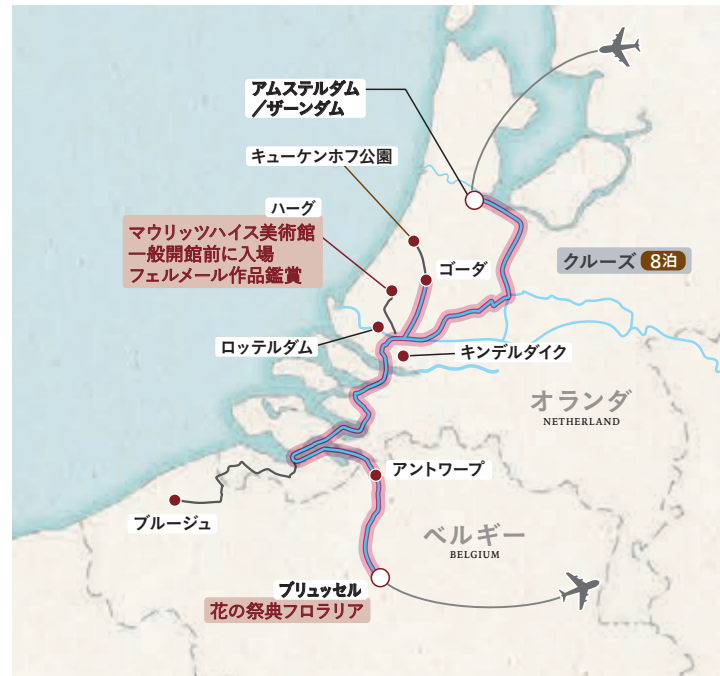 アムステルダム
/ザーンダム
キューケンホフ公園
ハーグ
マウリッツハイス美術館
一般開館前に入場
フェルメール作品鑑賞
ゴーダ
クルーズ 8泊
ロッテルダム
キンデルダイク
オランダ
NETHERLAND
アントワープ
ブルージュ
ベルギー
BELGIUM
ブリュッセル
花の祭典フロラリア